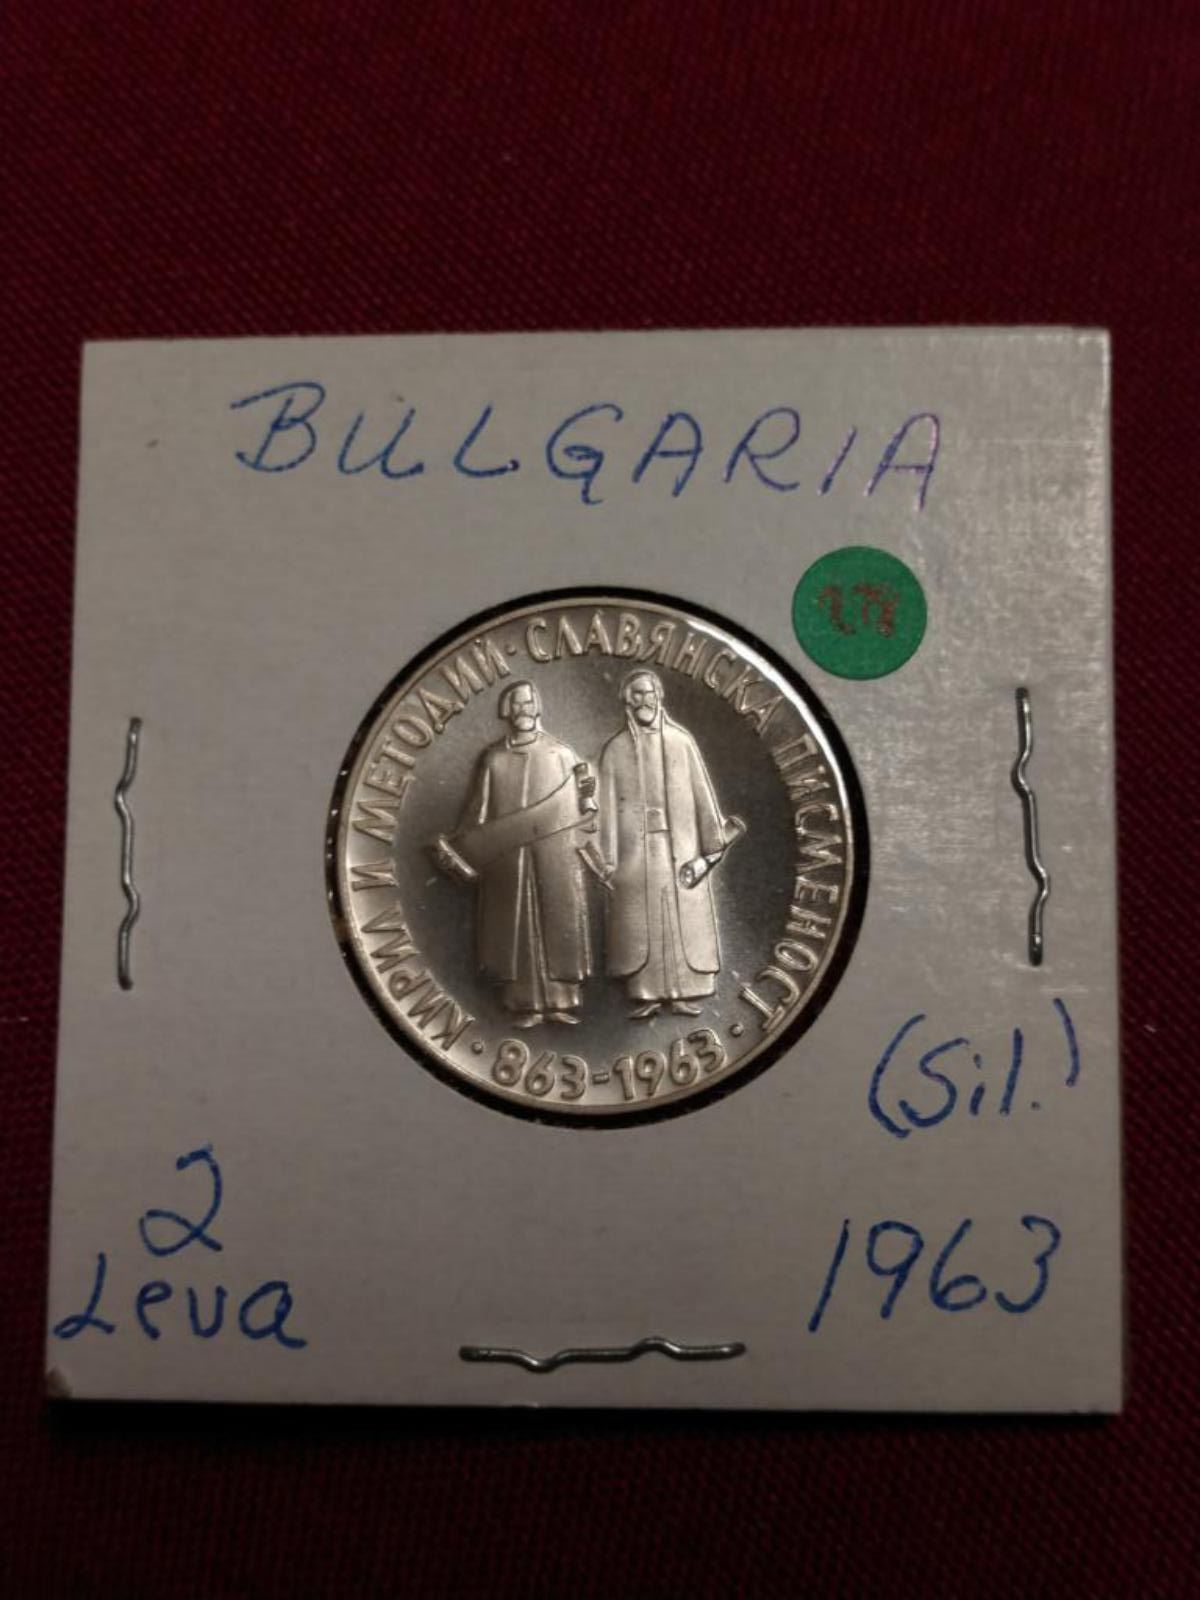 BULGARIA
КИРИЛ И МЕТОДИЙ · СЛАВЯНСКА ПИСМЕНОСТ ·
863-1963 ·
(Sil.)
2
Leva
1963